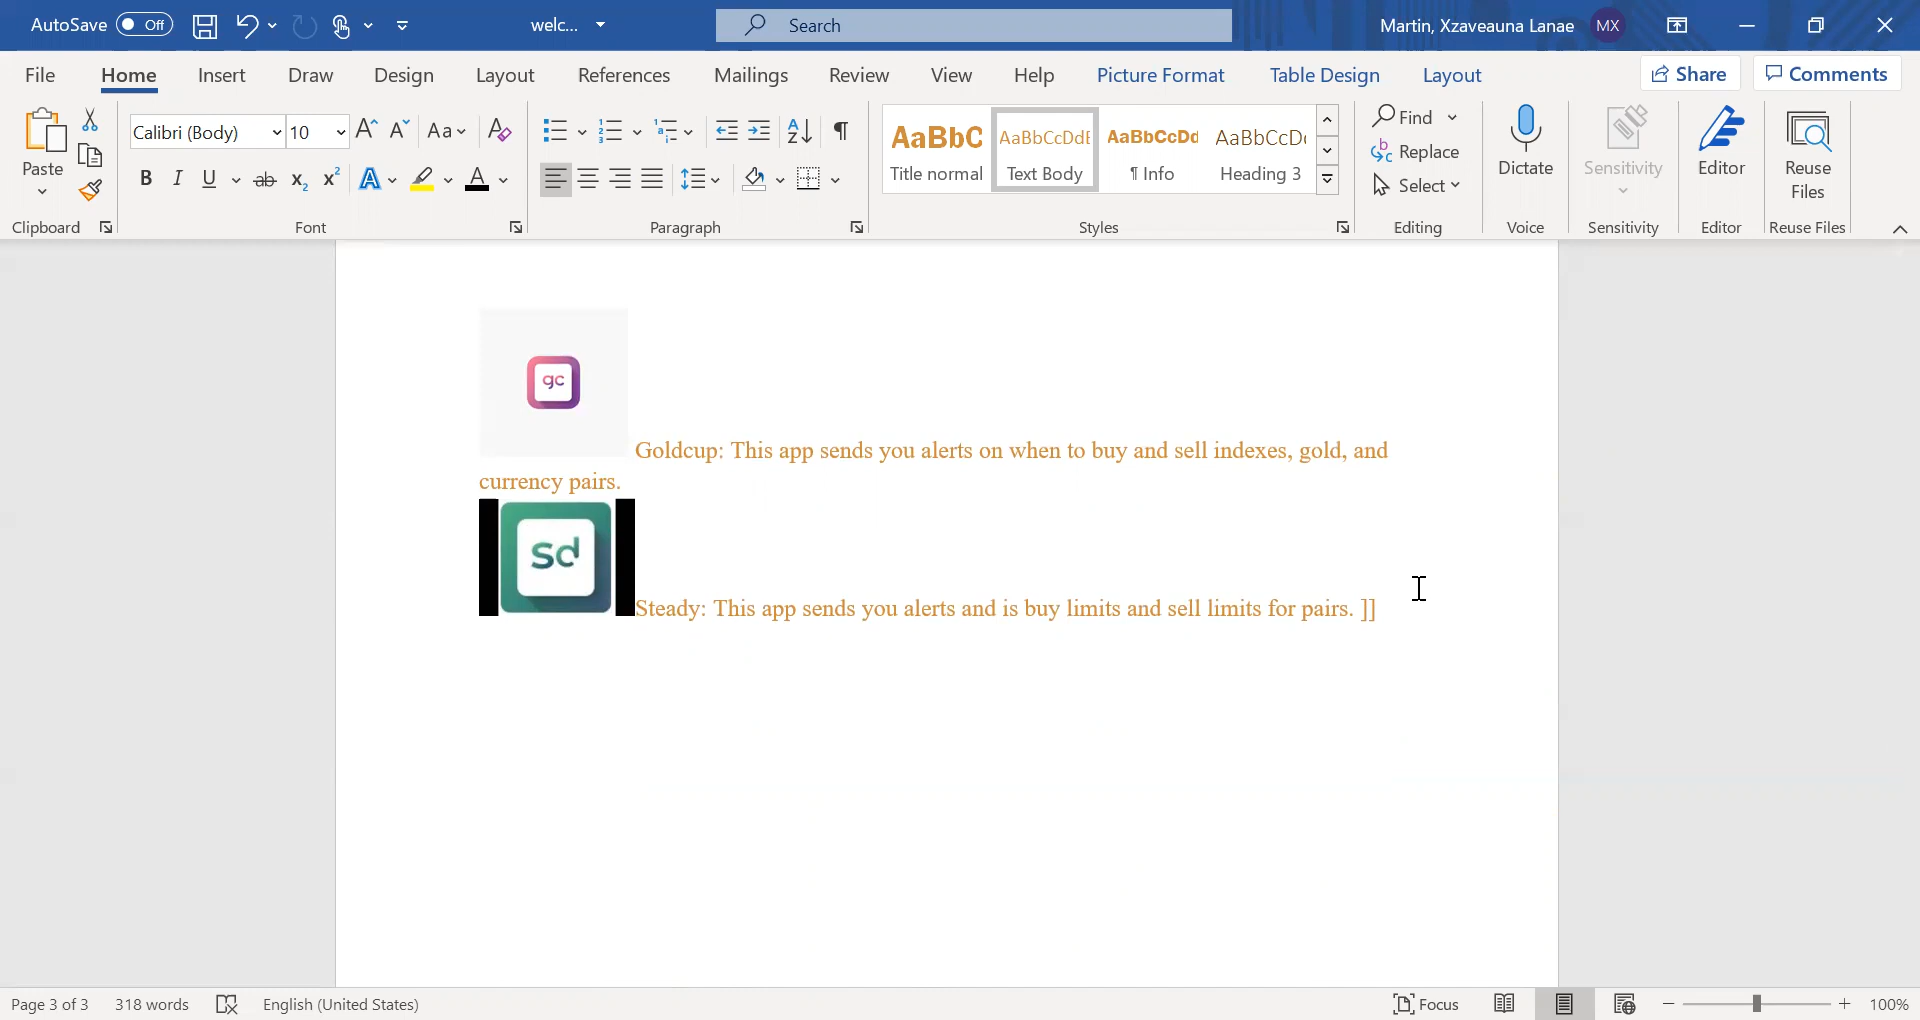 AutoSave Off welc... Search Martin, Xzaveauna Lanae MX
File Home Insert Draw Design Layout References Mailings Review View Help Picture Format Table Design Layout Share Comments
Paste
Calibri (Body) 10 Aa
AaBbC AaBbCcDdE AaBbCcDd AaBbCcDc
Title normal Text Body ¶ Info Heading 3
Find
Replace
Select
Dictate Sensitivity Editor Reuse Files
Clipboard Font Paragraph Styles Editing Voice Sensitivity Editor Reuse Files
gc
Goldcup: This app sends you alerts on when to buy and sell indexes, gold, and
currency pairs.
sd
Steady: This app sends you alerts and is buy limits and sell limits for pairs. ]]
Page 3 of 3 318 words English (United States) Focus 100%